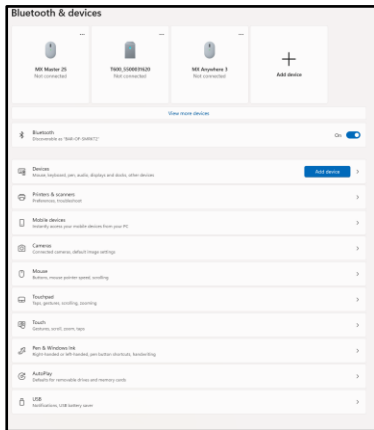 Bluetooth & devices
MX Master 2S
Not connected
T600_5509031620
Not connected
MX Anywhere 3
Not connected
Add device
View more devices
Bluetooth
Discoverable as
On
Devices
Mouse, keyboard, pen, audio, displays and docks, other devices
Add device
Printers & scanners
Preferences, troubleshoot
Mobile devices
Instantly access your mobile devices from your PC
Cameras
Connected cameras, default image settings
Mouse
Buttons, mouse pointer speed, scrolling
Touchpad
Taps, gestures, scrolling, zooming
Touch
Gestures, scroll, zoom, taps
Pen & Windows Ink
Right-handed or left-handed, pen button shortcuts, handwriting
AutoPlay
Defaults for removable drives and memory cards
USB
Notifications, USB battery saver